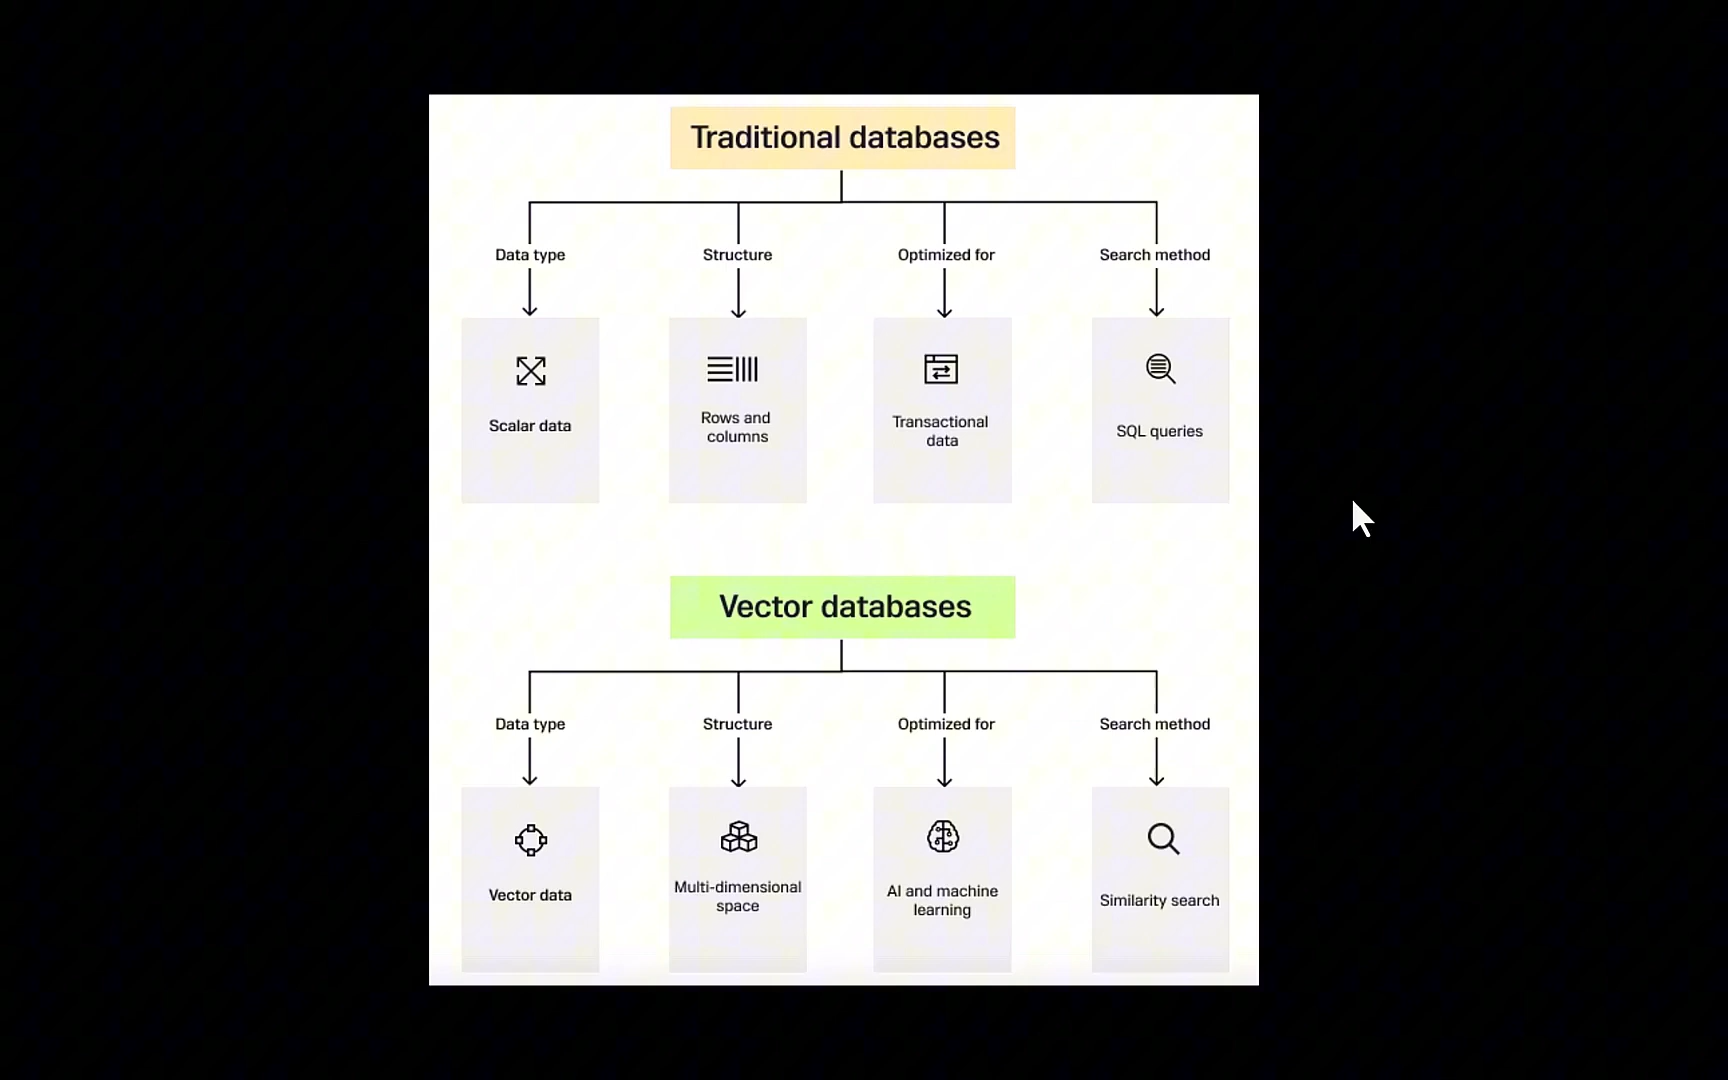 Traditional databases
Data type
Structure
Optimized for
Search method
Scalar data
Rows and
columns
Transactional
data
SQL queries
Vector databases
Data type
Structure
Optimized for
Search method
Vector data
Multi-dimensional
space
AI and machine
learning
Similarity search